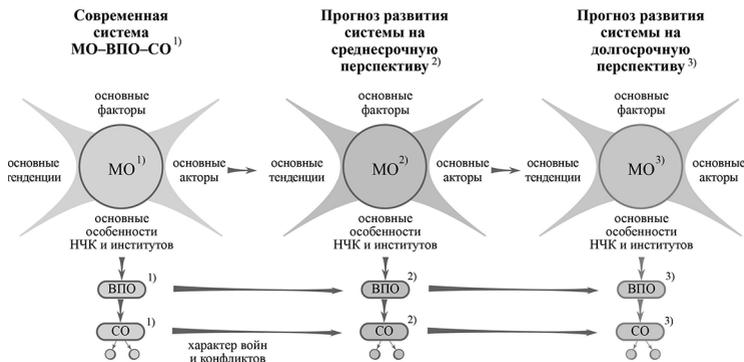 Современная
система
МО–ВПО–СО 1)
Прогноз развития
системы на
среднесрочную
перспективу 2)
Прогноз развития
системы на
долгосрочную
перспективу 3)
основные
факторы
основные
тенденции
МО 1)
основные
акторы
основные
особенности
НЧК и институтов
основные
факторы
основные
тенденции
МО 2)
основные
акторы
основные
особенности
НЧК и институтов
основные
факторы
основные
тенденции
МО 3)
основные
акторы
основные
особенности
НЧК и институтов
ВПО 1)
ВПО 2)
ВПО 3)
СО 1)
СО 2)
СО 3)
характер войн
и конфликтов